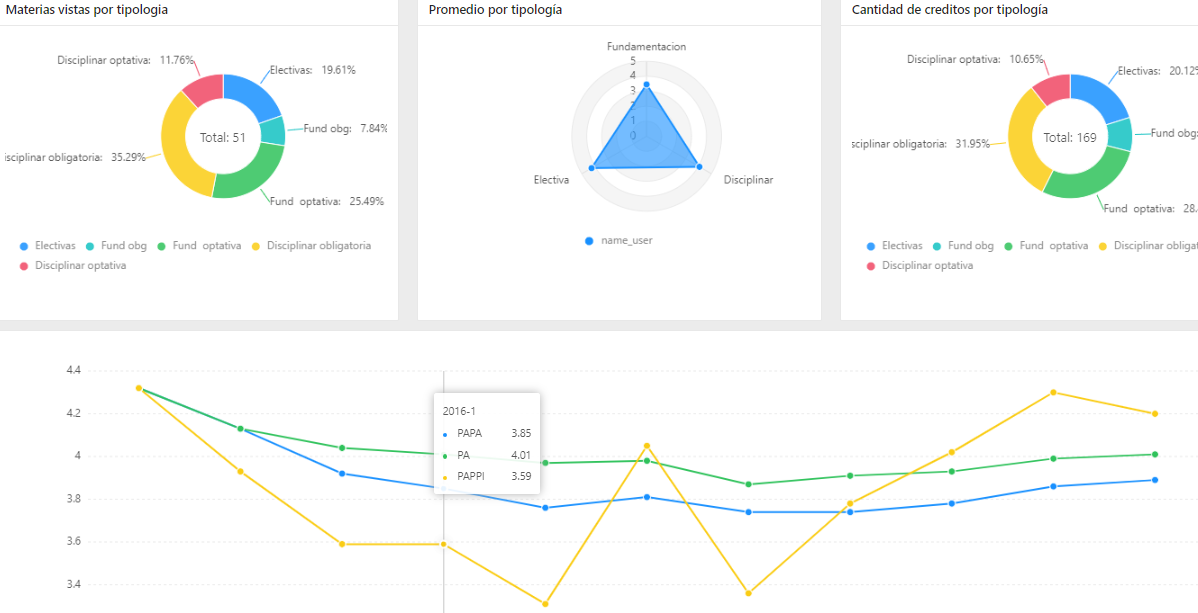 Materias vistas por tipologia
Disciplinar optativa: 11.76%
Electivas: 19.61%
Fund obg: 7.84%
isciplinar obligatoria: 35.29%
Fund optativa: 25.49%
Total: 51
Electivas
Fund obg
Fund optativa
Disciplinar obligatoria
Disciplinar optativa
Promedio por tipología
Fundamentacion
5
4
3
2
1
0
Electiva
Disciplinar
name_user
Cantidad de creditos por tipología
Disciplinar optativa: 10.65%
Electivas: 20.12%
Fund obg:
isciplinar obligatoria: 31.95%
Fund optativa: 28.
Total: 169
Electivas
Fund obg
Fund optativa
Disciplinar obligat
Disciplinar optativa
4.4
4.2
4
3.8
3.6
3.4
2016-1
PAPA 3.85
PA 4.01
PAPPI 3.59